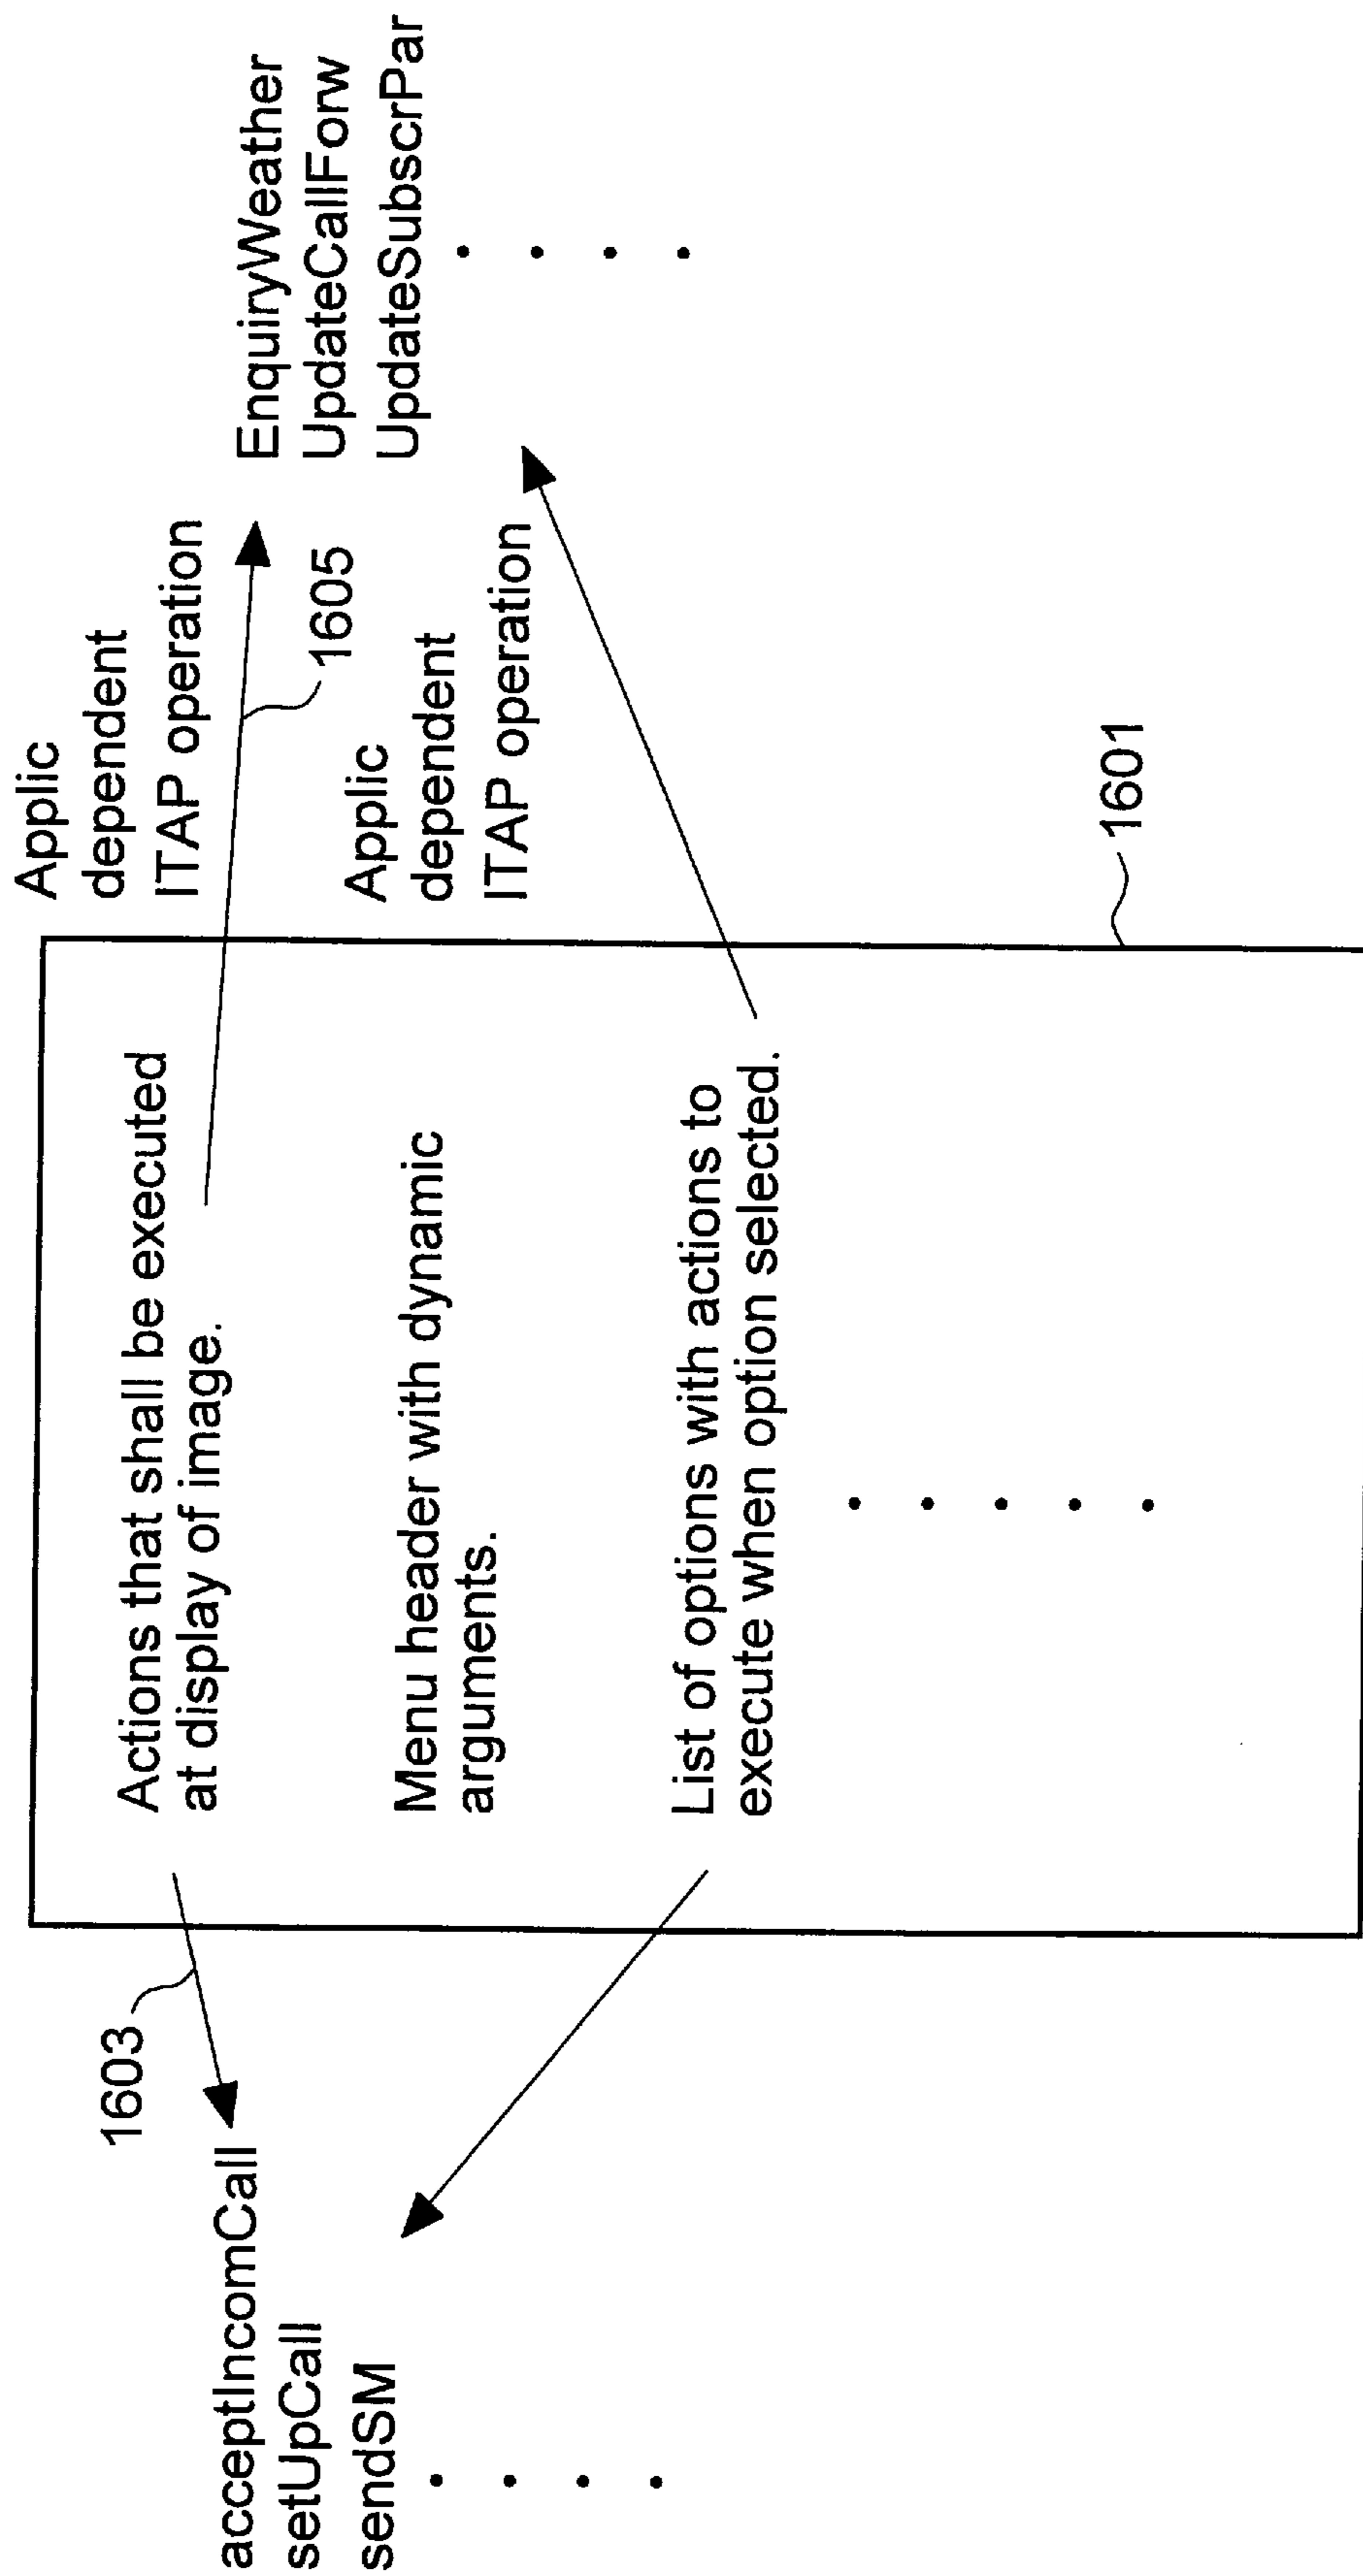 acceptIncomCall
setUpCall
sendSM
1603
Actions that shall be executed
at display of image.
Menu header with dynamic
arguments.
List of options with actions to
execute when option selected.
1601
Applic
dependent
ITAP operation
1605
Applic
dependent
ITAP operation
EnquiryWeather
UpdateCallForw
UpdateSubscrPar